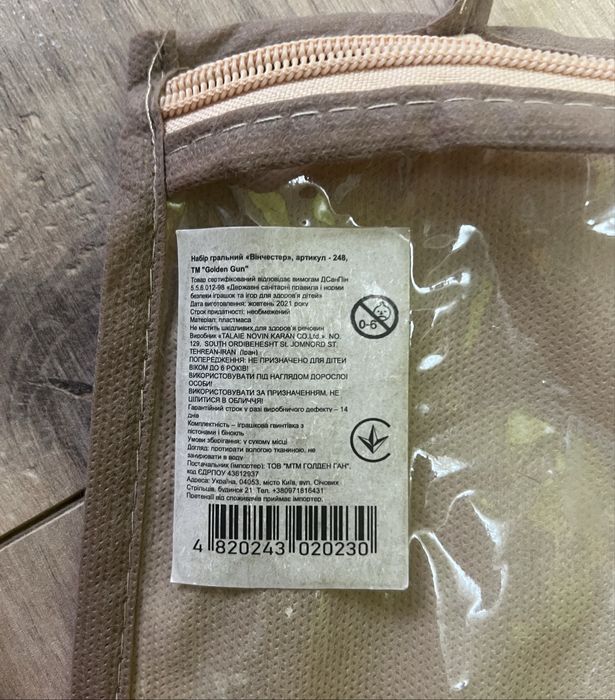 Набір гральний «Вінчестер», артикул - 248,
ТМ "Golden Gun"
Товар сертифікований відповідає вимогам ДСанПін
5.5.6.012-98 «Державні санітарні правила і норми
безпеки іграшок та ігор для здоров'я дітей»
Дата виготовлення: жовтень 2021 року
Строк придатності: необмежений
Матеріал: пластмаса
Не містить шкідливих для здоров'я речовин
Виробник «TALAIE NOVIN KARAN CO.Ltd.». NO.
129, SOUTH ORDIBEHESHT St. JOMNORD ST.
TEHREAN-IRAN (Іран)
ПОПЕРЕДЖЕННЯ: НЕ ПРИЗНАЧЕНО ДЛЯ ДІТЕЙ
ВІКОМ ДО 6 РОКІВ!
ВИКОРИСТОВУВАТИ ПІД НАГЛЯДОМ ДОРОСЛОЇ
ОСОБИ!
ВИКОРИСТОВУВАТИ ЗА ПРИЗНАЧЕННЯМ, НЕ
ЦІЛИТИСЯ В ОБЛИЧЧЯ!
Гарантійний строк у разі виробничого дефекту – 14
днів
Комплектність – іграшкова гвинтівка з
пістонами і бінокль
Умови зберігання: у сухому місці
Догляд: протирати вологою тканиною, не
занурювати в воду
Постачальник (імпортер): ТОВ "МТМ ГОЛДЕН ГАН",
код ЄДРПОУ 43612937
Адреса: Україна, 04053, місто Київ, вул. Січових
Стрільців, будинок 21 Тел. +380971816431
Претензії від споживачів приймає імпортер.
0-6
4 820243 020230